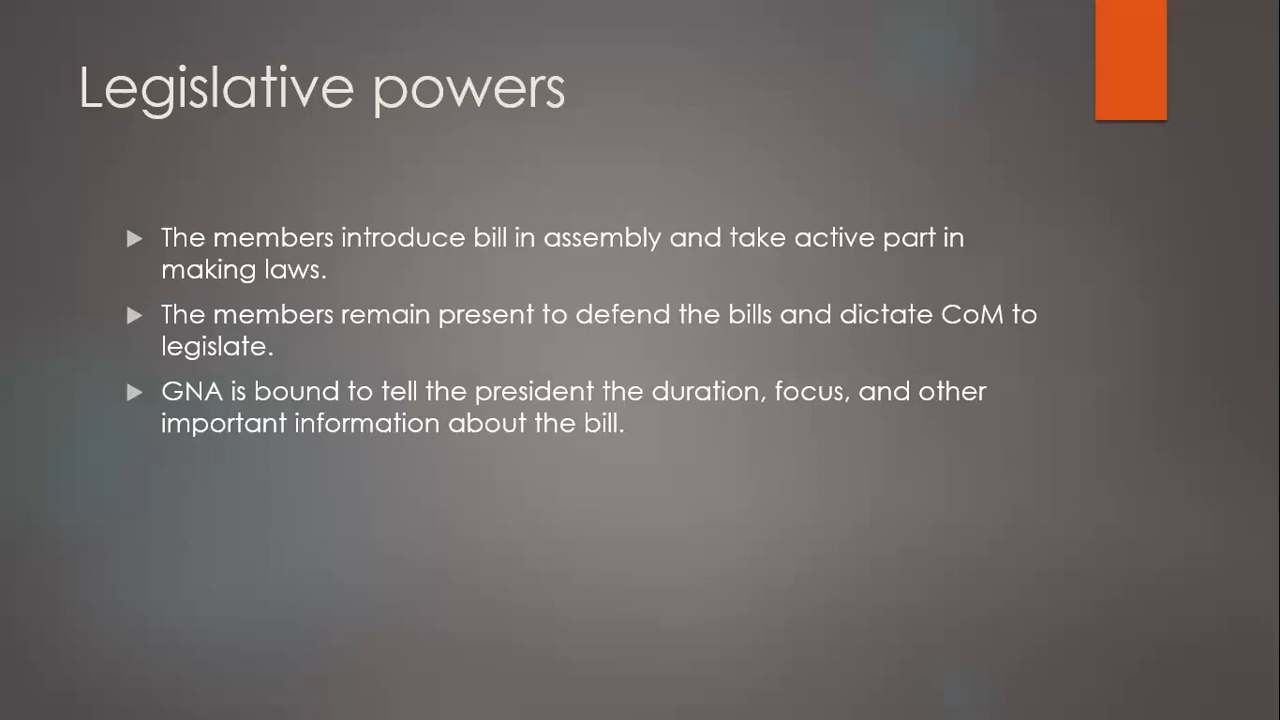 Legislative powers
The members introduce bill in assembly and take active part in
making laws.
The members remain present to defend the bills and dictate CoM to
legislate.
GNA is bound to tell the president the duration, focus, and other
important information about the bill.